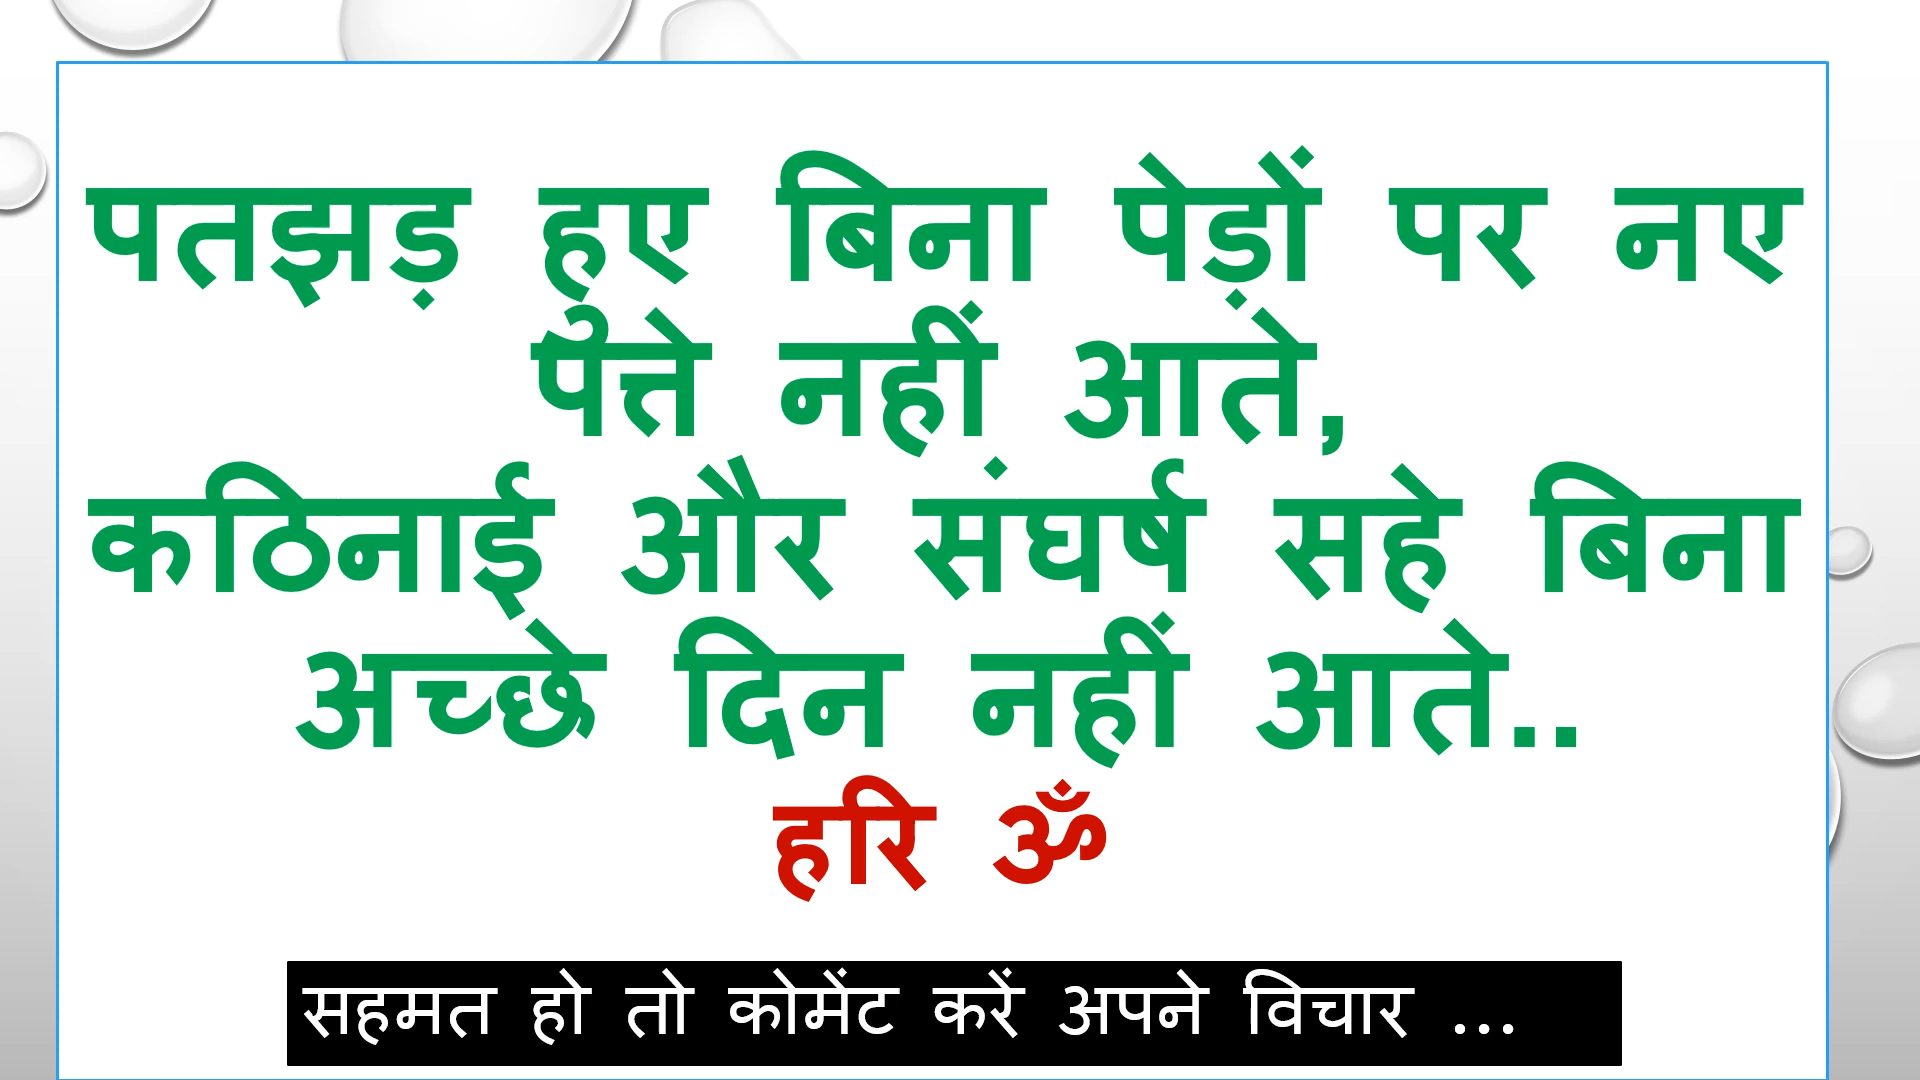 पतझड़ हुए बिना पेड़ों पर नए
पत्ते नहीं आते,
कठिनाई और संघर्ष सहे बिना
अच्छे दिन नहीं आते..
हरि ॐ
सहमत हो तो कोमेंट करें अपने विचार ...